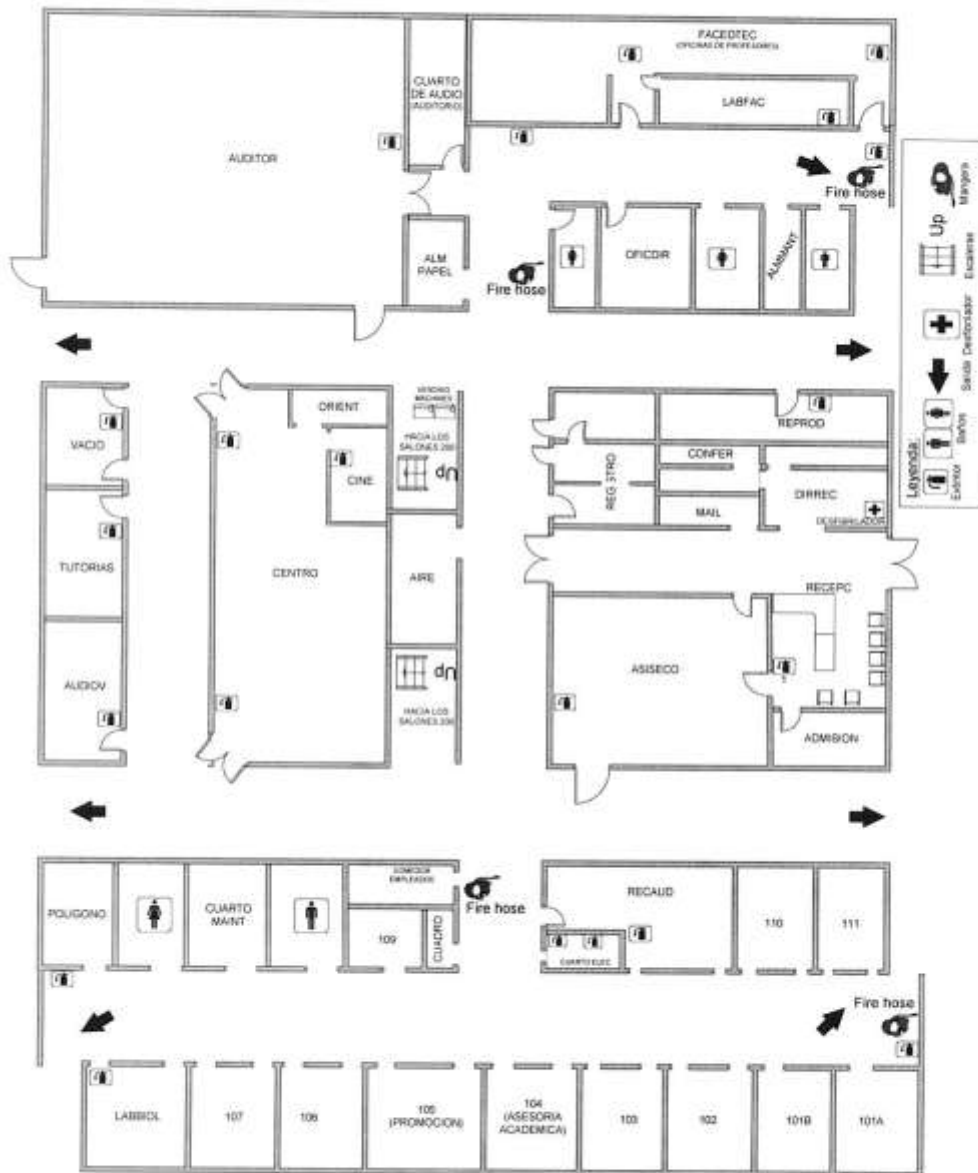 FACEDTEC
(OFICINAS DE PROFESORES)
CUARTO
DE AUDIO
(AUDITORIO)
LABFAC
AUDITOR
Fire hose
ALM
PAPEL
OFICDIR
ALMMANT
Fire hose
Leyenda:
Extintor
Baños
Salida
Escaleras
Up
Manguera
VENDING
MACHINES
ORIENT
HACIA LOS
SALONES 200
Up
VACIO
CINE
REPROD
CONFER
REGISTRO
DIRREC
MAIL
DESFIBRILADOR
TUTORIAS
CENTRO
AIRE
RECEPC
ASISECO
AUDIOV
Up
HACIA LOS
SALONES 200
ADMISION
POLIGONO
CUARTO
MAINT
COMEDOR
EMPLEADOS
Fire hose
RECAUD
109
CUADRO
CUARTO ELEC
110
111
Fire hose
LABBIOL
107
106
105
(PROMOCION)
104
(ASESORIA
ACADEMICA)
103
102
101B
101A